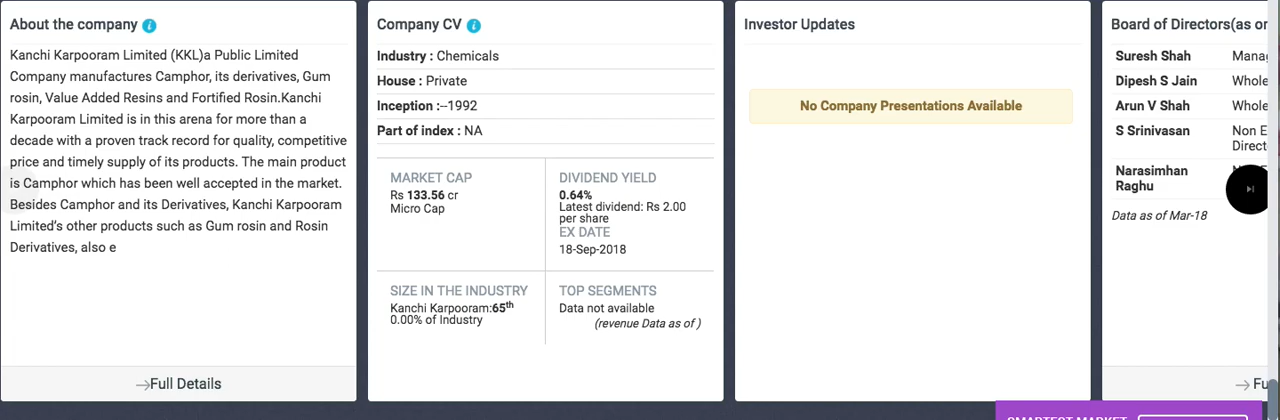 About the company
Kanchi Karpooram Limited (KKL)a Public Limited
Company manufactures Camphor, its derivatives, Gum
rosin, Value Added Resins and Fortified Rosin.Kanchi
Karpooram Limited is in this arena for more than a
decade with a proven track record for quality, competitive
price and timely supply of its products. The main product
is Camphor which has been well accepted in the market.
Besides Camphor and its Derivatives, Kanchi Karpooram
Limited's other products such as Gum rosin and Rosin
Derivatives, also e
Full Details
Company CV
Industry : Chemicals
House : Private
Inception :--1992
Part of index : NA
MARKET CAP
Rs 133.56 cr
Micro Cap
DIVIDEND YIELD
0.64%
Latest dividend: Rs 2.00
per share
EX DATE
18-Sep-2018
SIZE IN THE INDUSTRY
Kanchi Karpooram:65th
0.00% of Industry
TOP SEGMENTS
Data not available
(revenue Data as of )
Investor Updates
No Company Presentations Available
Board of Directors(as on
Suresh Shah Mana
Dipesh S Jain Whole
Arun V Shah Whole
S Srinivasan Non E
Direct
Narasimhan
Raghu
Data as of Mar-18
Fu
SMARTEST MARKET